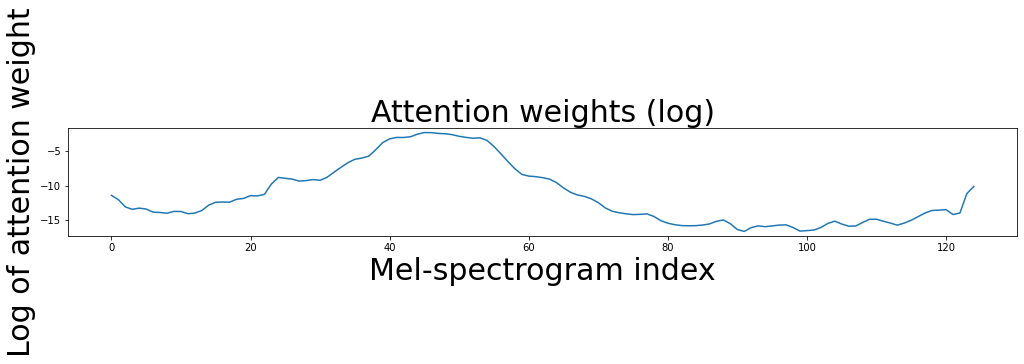 Attention weights (log)
Log of attention weight
−5
−10
−15
0 20 40 60 80 100 120
Mel-spectrogram index